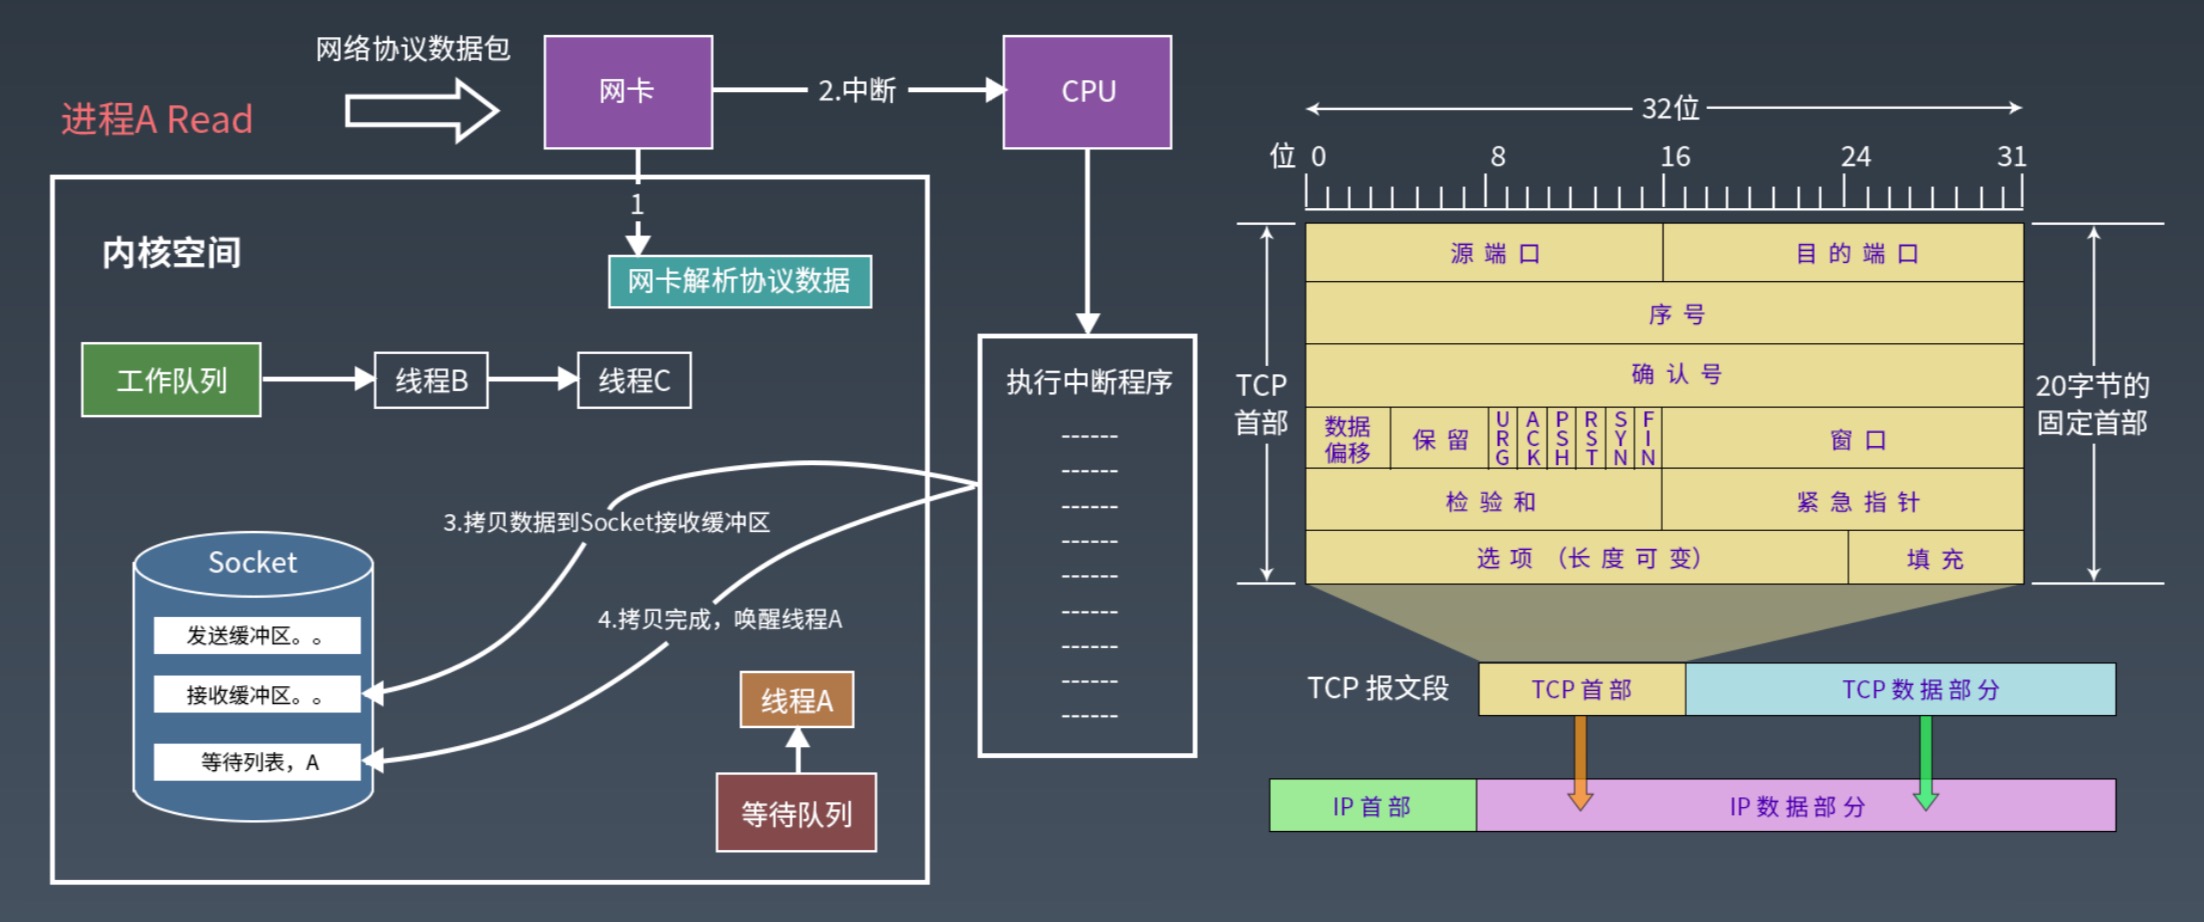 网络协议数据包
进程A Read
网卡
2.中断
CPU
1
内核空间
网卡解析协议数据
工作队列
线程B
线程C
执行中断程序
------
------
------
------
------
------
------
------
------
3.拷贝数据到Socket接收缓冲区
4.拷贝完成，唤醒线程A
Socket
发送缓冲区。。
接收缓冲区。。
等待列表，A
线程A
等待队列
32位
位 0 8 16 24 31
TCP
首部
源端口
目的端口
序号
确认号
数据
偏移
保留
URG
ACK
PSH
RST
SYN
FIN
窗口
检验和
紧急指针
选项（长度可变）
填充
20字节的
固定首部
TCP 报文段
TCP 首部
TCP 数据部分
IP 首部
IP 数据部分